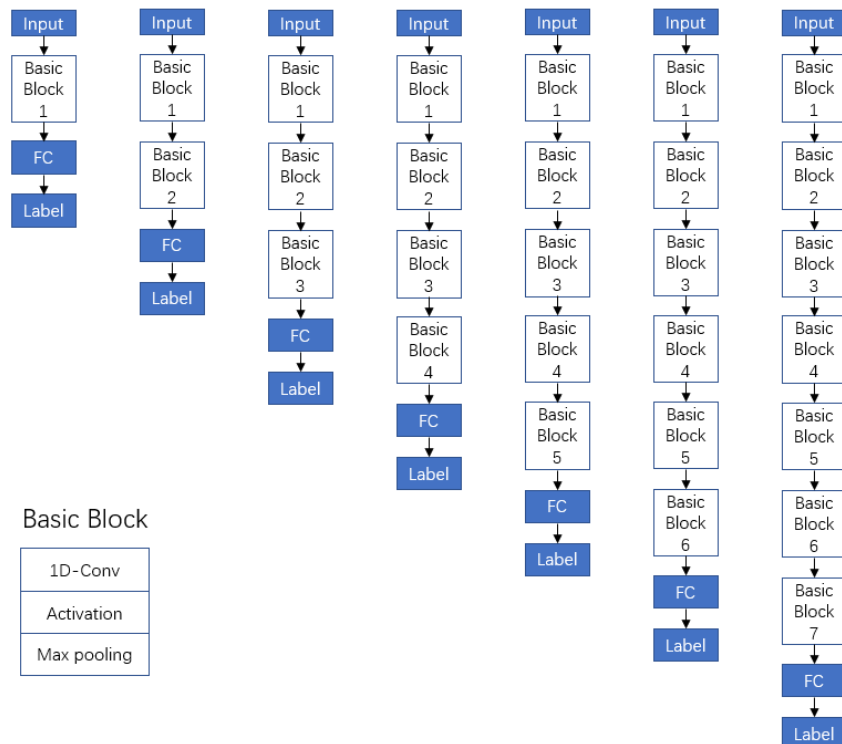 Input
Basic
Block
1
FC
Label
Input
Basic
Block
1
Basic
Block
2
FC
Label
Input
Basic
Block
1
Basic
Block
2
Basic
Block
3
FC
Label
Input
Basic
Block
1
Basic
Block
2
Basic
Block
3
Basic
Block
4
FC
Label
Input
Basic
Block
1
Basic
Block
2
Basic
Block
3
Basic
Block
4
Basic
Block
5
FC
Label
Input
Basic
Block
1
Basic
Block
2
Basic
Block
3
Basic
Block
4
Basic
Block
5
Basic
Block
6
FC
Label
Input
Basic
Block
1
Basic
Block
2
Basic
Block
3
Basic
Block
4
Basic
Block
5
Basic
Block
6
Basic
Block
7
FC
Label
Basic Block
1D-Conv
Activation
Max pooling